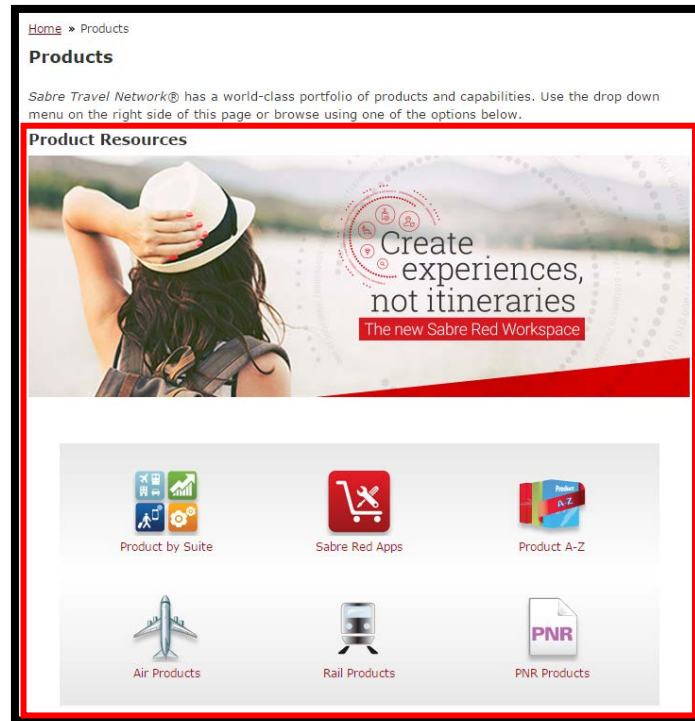 Home » Products
Products
Sabre Travel Network® has a world-class portfolio of products and capabilities. Use the drop down
menu on the right side of this page or browse using one of the options below.
Product Resources
Create
experiences,
not itineraries
The new Sabre Red Workspace
Product
A-Z
Product by Suite
Sabre Red Apps
Product A-Z
PNR
Air Products
Rail Products
PNR Products